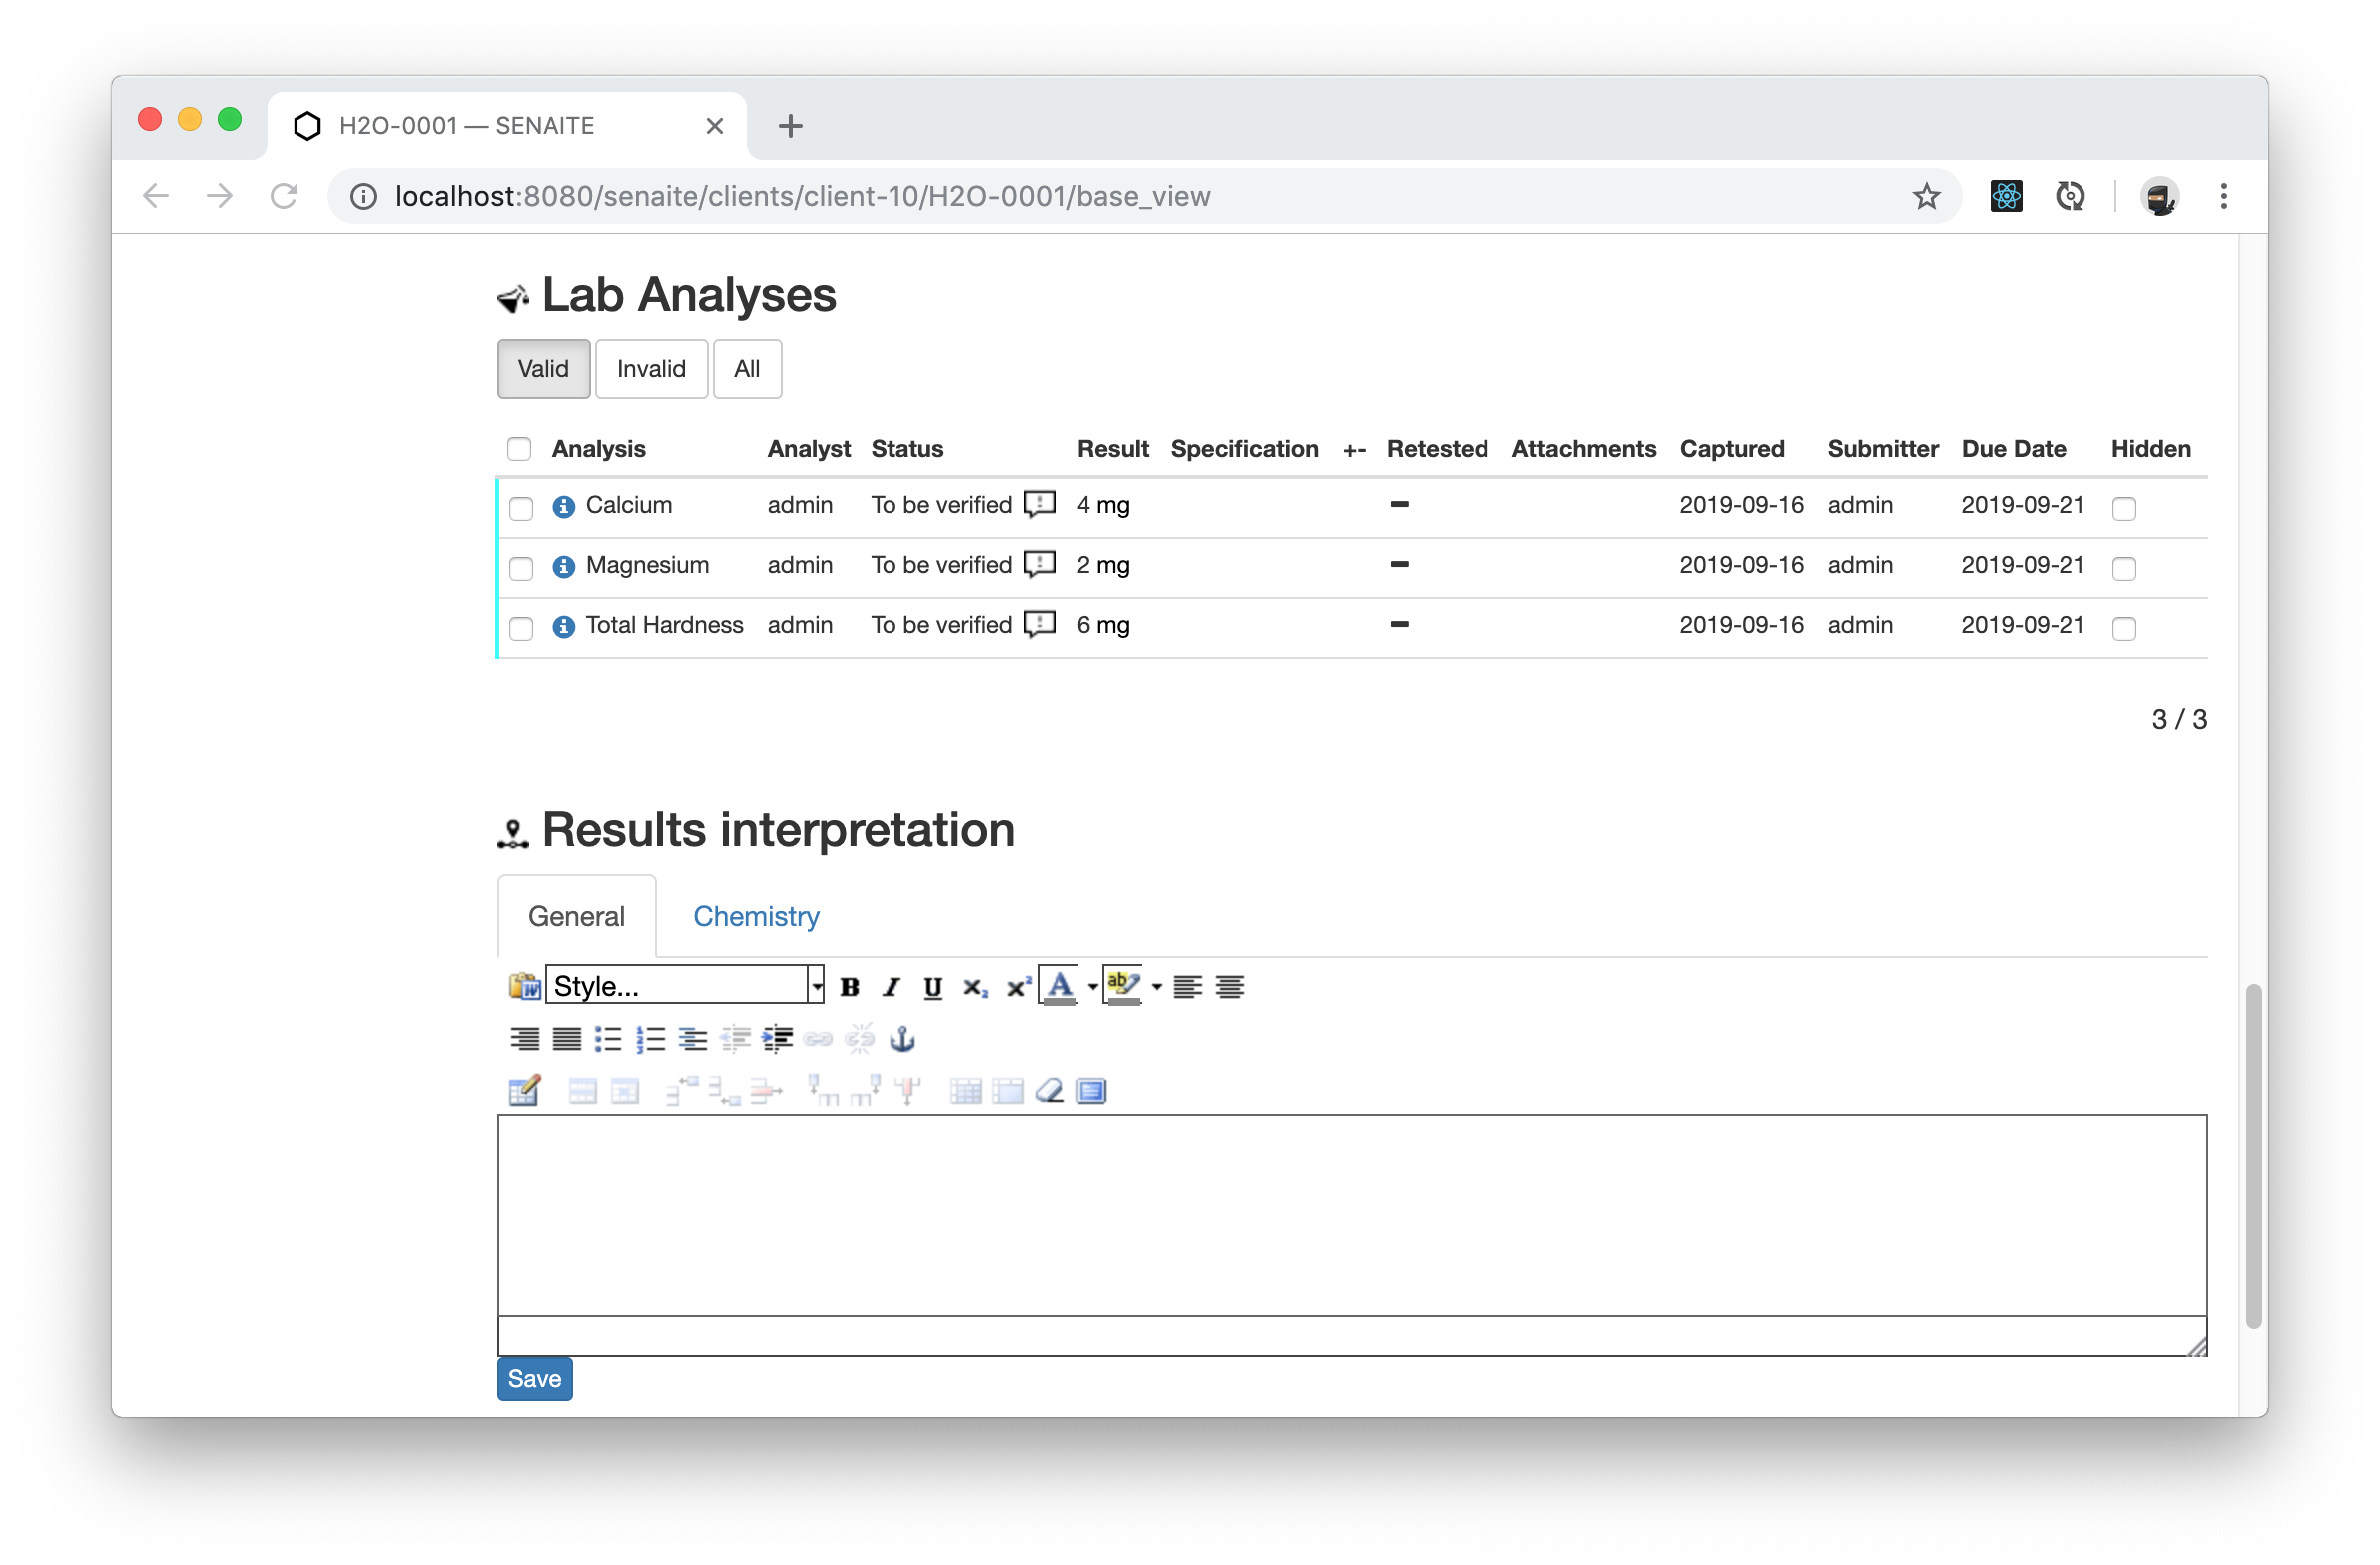 H2O-0001 — SENAITE
localhost:8080/senaite/clients/client-10/H2O-0001/base_view
Lab Analyses
Valid Invalid All
Analysis Analyst Status Result Specification +- Retested Attachments Captured Submitter Due Date Hidden
Calcium admin To be verified 4 mg 2019-09-16 admin 2019-09-21
Magnesium admin To be verified 2 mg 2019-09-16 admin 2019-09-21
Total Hardness admin To be verified 6 mg 2019-09-16 admin 2019-09-21
3 / 3
Results interpretation
General Chemistry
Style... B I U x₂ x² A ab
Save